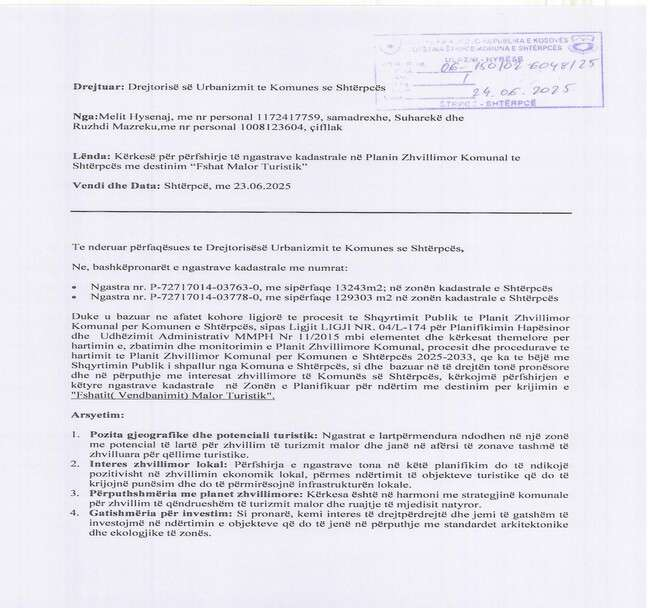 REPUBLIKA E KOSOVËS
KOMUNA E SHTËRPCËS
HYRËSE
06-150/02-6048/25
1
24.06.2025
ŠTRPCE - SHTËRPCË
Drejtuar: Drejtorisë së Urbanizmit te Komunes se Shtërpcës
Nga:Melit Hysenaj, me nr personal 1172417759, samadrexhe, Suharekë dhe
Ruzhdi Mazreku,me nr personal 1008123604, çifllak
Lënda: Kërkesë për përfshirje të ngastrave kadastrale në Planin Zhvillimor Komunal te
Shtërpcës me destinim “Fshat Malor Turistik”
Vendi dhe Data: Shtërpcë, me 23.06.2025
Te nderuar përfaqësues te Drejtorisësë Urbanizmit te Komunes se Shtërpcës,
Ne, bashkëpronarët e ngastrave kadastrale me numrat:
• Ngastra nr. P-72717014-03763-0, me sipërfaqe 13243m2; në zonën kadastrale e Shtërpcës
• Ngastra nr. P-72717014-03778-0, me sipërfaqe 129303 m2 në zonën kadastrale e Shtërpcës
Duke u bazuar ne afatet kohore ligjorë te procesit te Shqyrtimit Publik te Planit Zhvillimor
Komunal per Komunen e Shtërpcës, sipas Ligjit LIGJI NR. 04/L-174 për Planifikimin Hapësinor
dhe Udhëzimit Administrativ MMPH Nr 11/2015 mbi elementet dhe kërkesat themelore per
hartimin e, zbatimin dhe monitorimin e Planit Zhvillimore Komunal, procesit dhe procedurave te
hartimit te Planit Zhvillimor Komunal per Komunen e Shtërpcës 2025-2033, qe ka te bëjë me
Shqyrtimin Publik i shpallur nga Komuna e Shtërpcës, si dhe bazuar në të drejtën tonë pronësore
dhe në përputhje me interesat zhvillimore të Komunës së Shtërpcës, kërkojmë përfshirjen e
këtyre ngastrave kadastrale në Zonën e Planifikuar për ndërtim me destinim per krijimin e
"Fshatit( Vendbanimit) Malor Turistik".
Arsyetim:
1. Pozita gjeografike dhe potenciali turistik: Ngastrat e lartpërmendura ndodhen në një zonë
me potencial të lartë për zhvillim të turizmit malor dhe janë në afërsi të zonave tashmë të
zhvilluara për qëllime turistike.
2. Interes zhvillimor lokal: Përfshirja e ngastrave tona në këtë planifikim do të ndikojë
pozitivisht në zhvillimin ekonomik lokal, përmes ndërtimit të objekteve turistike që do të
krijojnë punësim dhe do të përmirësojnë infrastrukturën lokale.
3. Përputhshmëria me planet zhvillimore: Kërkesa është në harmoni me strategjinë komunale
për zhvillim të qëndrueshëm të turizmit malor dhe ruajtje të mjedisit natyror.
4. Gatishmëria për investim: Si pronarë, kemi interes të drejtpërdrejtë dhe jemi të gatshëm të
investojmë në ndërtimin e objekteve që do të jenë në përputhje me standardet arkitektonike
dhe ekologjike të zonës.